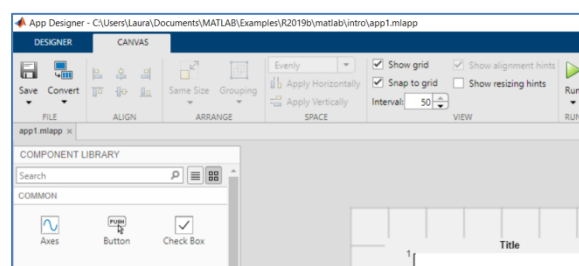 App Designer - C:\Users\Laura\Documents\MATLAB\Examples\R2019b\matlab\intro\app1.mlapp
DESIGNER CANVAS
Evenly
Show grid Show alignment hints
Apply Horizontally Snap to grid Show resizing hints
Save Convert Same Size Grouping Apply Vertically Interval: 50 Run
FILE ALIGN ARRANGE SPACE VIEW RUN
app1.mlapp ×
COMPONENT LIBRARY
Search
COMMON
PUSH
Axes Button Check Box
Title
1